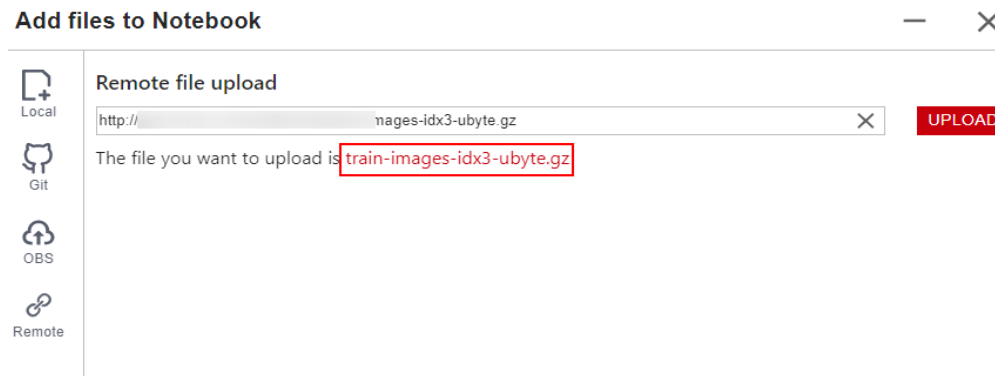 Add files to Notebook
Local
Git
OBS
Remote
Remote file upload
http:// mages-idx3-ubyte.gz
UPLOAD
The file you want to upload is train-images-idx3-ubyte.gz